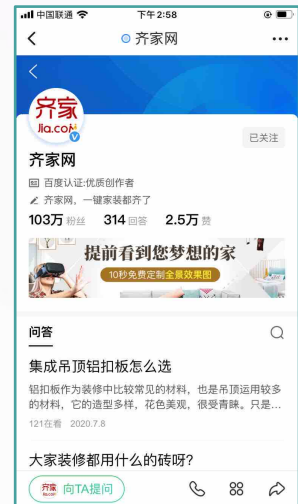 中国联通
下午2:58
齐家网
齐家
Jia.com
已关注
齐家网
百度认证:优质创作者
齐家网，一键家装都齐了
103万 粉丝 314 回答 2.5万 赞
提前看到您梦想的家
10秒免费定制全景效果图
问答
集成吊顶铝扣板怎么选
铝扣板作为装修中比较常见的材料，也是吊顶运用较多
的材料，它的造型多样，花色美观，很受青睐。只是...
121在看 2020.7.8
大家装修都用什么的砖呀?
齐家 向TA提问